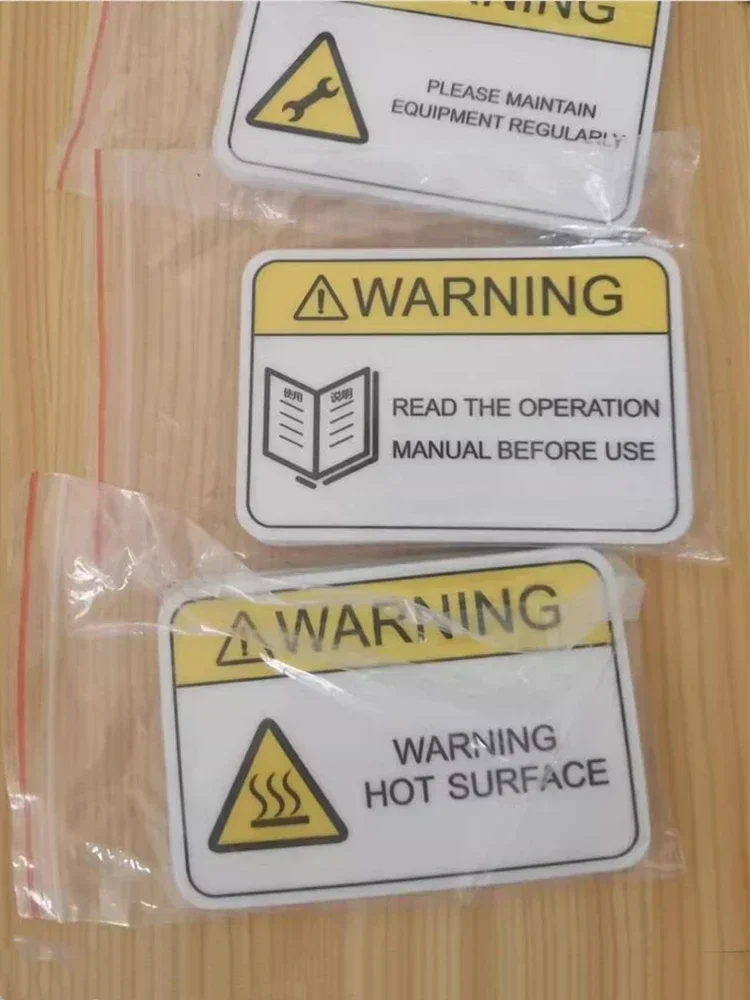 WARNING
PLEASE MAINTAIN
EQUIPMENT REGULARLY
WARNING
使用 说明
READ THE OPERATION
MANUAL BEFORE USE
WARNING
WARNING
HOT SURFACE